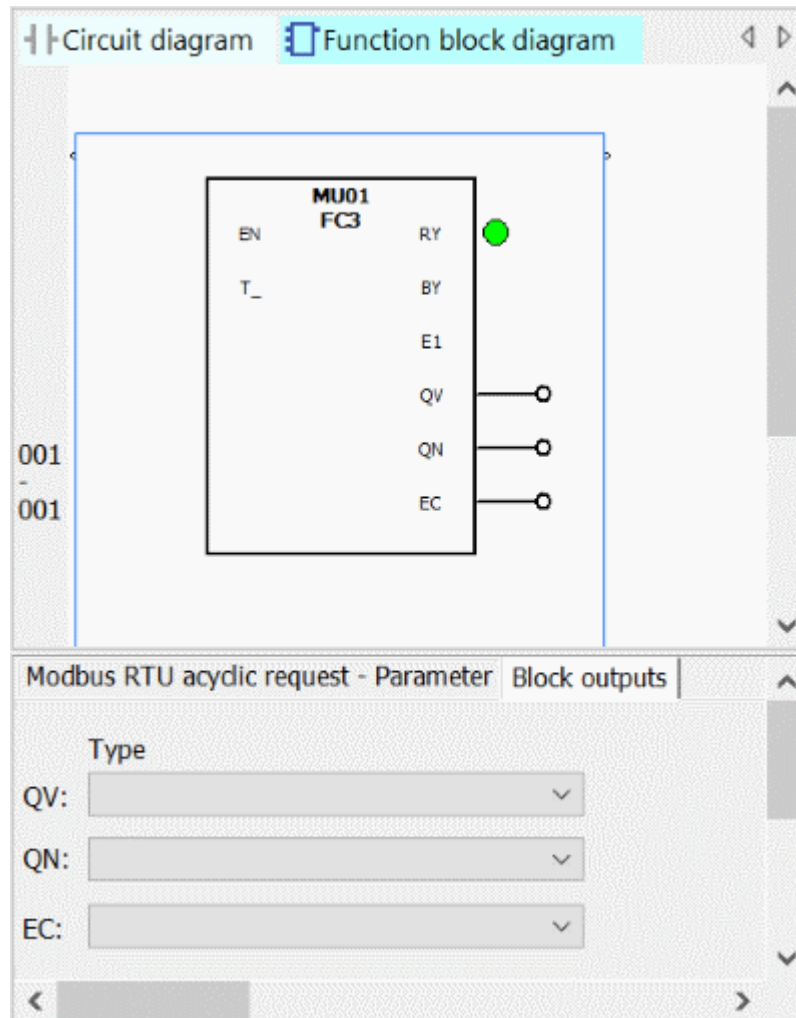 Circuit diagram Function block diagram
MU01
FC3
EN RY
T_ BY
E1
QV
001 QN
-
001 EC
Modbus RTU acyclic request - Parameter Block outputs
Type
QV:
QN:
EC: